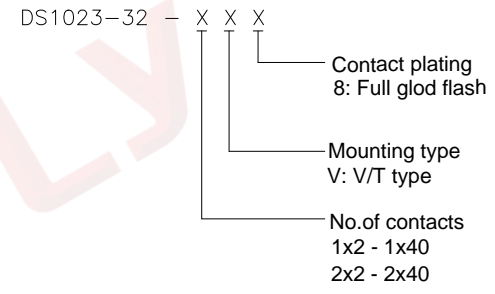 DS1023-32 - X X X
Contact plating
8: Full glod flash
Mounting type
V: V/T type
No.of contacts
1x2 - 1x40
2x2 - 2x40